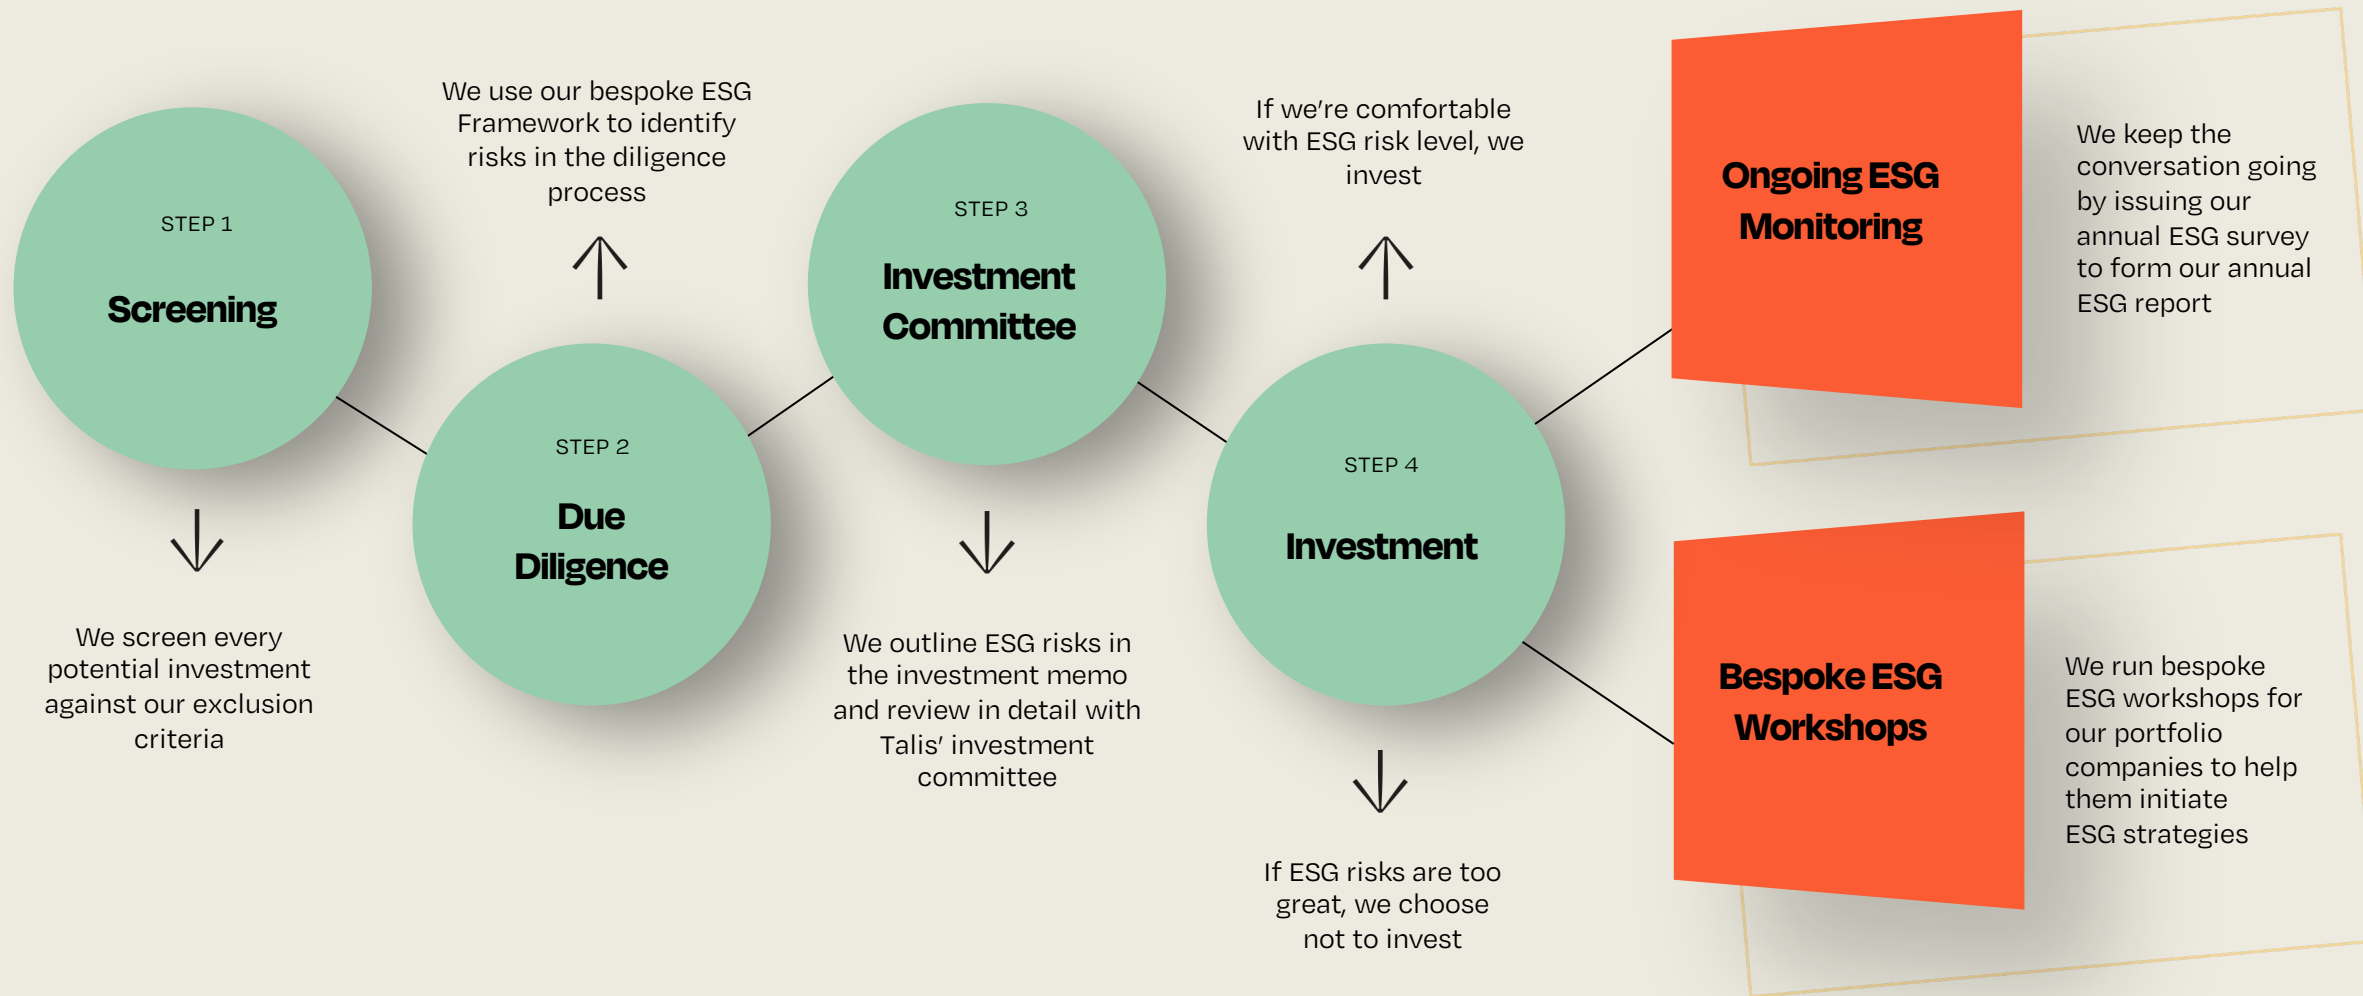 STEP 1
Screening
We screen every
potential investment
against our exclusion
criteria
We use our bespoke ESG
Framework to identify
risks in the diligence
process
STEP 2
Due
Diligence
STEP 3
Investment
Committee
We outline ESG risks in
the investment memo
and review in detail with
Talis’ investment
committee
If we’re comfortable
with ESG risk level, we
invest
STEP 4
Investment
If ESG risks are too
great, we choose
not to invest
Ongoing ESG
Monitoring
We keep the
conversation going
by issuing our
annual ESG survey
to form our annual
ESG report
Bespoke ESG
Workshops
We run bespoke
ESG workshops for
our portfolio
companies to help
them initiate
ESG strategies